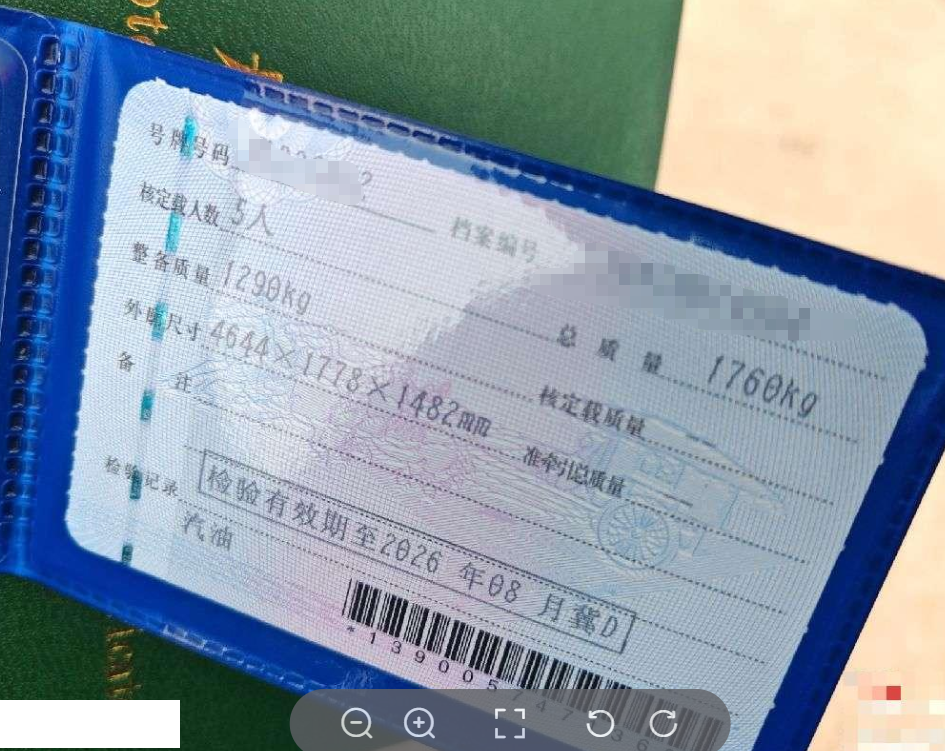 号牌号码
档案编号
核定载人数 5人
总质量 1760kg
整备质量 1290kg
核定载质量 --
外廓尺寸 4644×1778×1482mm
准牵引总质量 --
备注
检验记录 检验有效期至2026 年08 月冀D
汽油
*139005